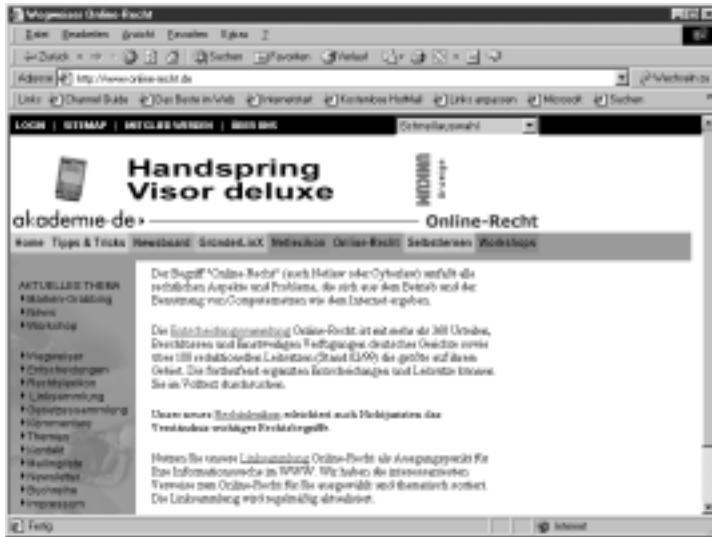 Wegweiser Online-Recht
Datei Bearbeiten Ansicht Favoriten Extras ?
Zurück Suchen Favoriten Verlauf
Adresse http://www.online-recht.de Wechseln zu
Links Channel Guide Das Beste im Web Internetstart Kostenlose HotMail Links anpassen Microsoft Suchen
LOGIN | SITEMAP | MITGLIED WERDEN | ÜBER UNS Schnellauswahl
Handspring
Visor deluxe
Anzeige
akademie.de Online-Recht
Home Tipps & Tricks Newsboard GründerLinX Netlexikon Online-Recht Selbstlernen Workshops
AKTUELLES THEMA
Marken-Grabbing
News
Workshop
Wegweiser
Entscheidungen
Rechtslexikon
Linksammlung
Gesetzessammlung
Kommentare
Themen
Kontakt
Mailingliste
Newsletter
Buchreihe
Impressum
Der Begriff "Online-Recht" (auch Netlaw oder Cyberlaw) umfaßt alle
rechtlichen Aspekte und Probleme, die sich aus dem Betrieb und der
Benutzung von Computernetzen wie dem Internet ergeben.
Die Entscheidungssammlung Online-Recht ist mit mehr als 360 Urteilen,
Beschlüssen und Einstweiligen Verfügungen deutscher Gerichte sowie
über 100 redaktionellen Leitsätzen (Stand 02/99) die größte auf ihrem
Gebiet. Die fortlaufend ergänzten Entscheidungen und Leitsätze können
Sie im Volltext durchsuchen.
Unser neues Rechtslexikon erleichtert auch Nichtjuristen das
Verständnis wichtiger Rechtsbegriffe.
Nutzen Sie unsere Linksammlung Online-Recht als Ausgangspunkt für
Ihre Informationssuche im WWW. Wir haben die interessantesten
Verweise zum Online-Recht für Sie ausgewählt und thematisch sortiert.
Die Linksammlung wird regelmäßig aktualisiert.
Fertig Internet